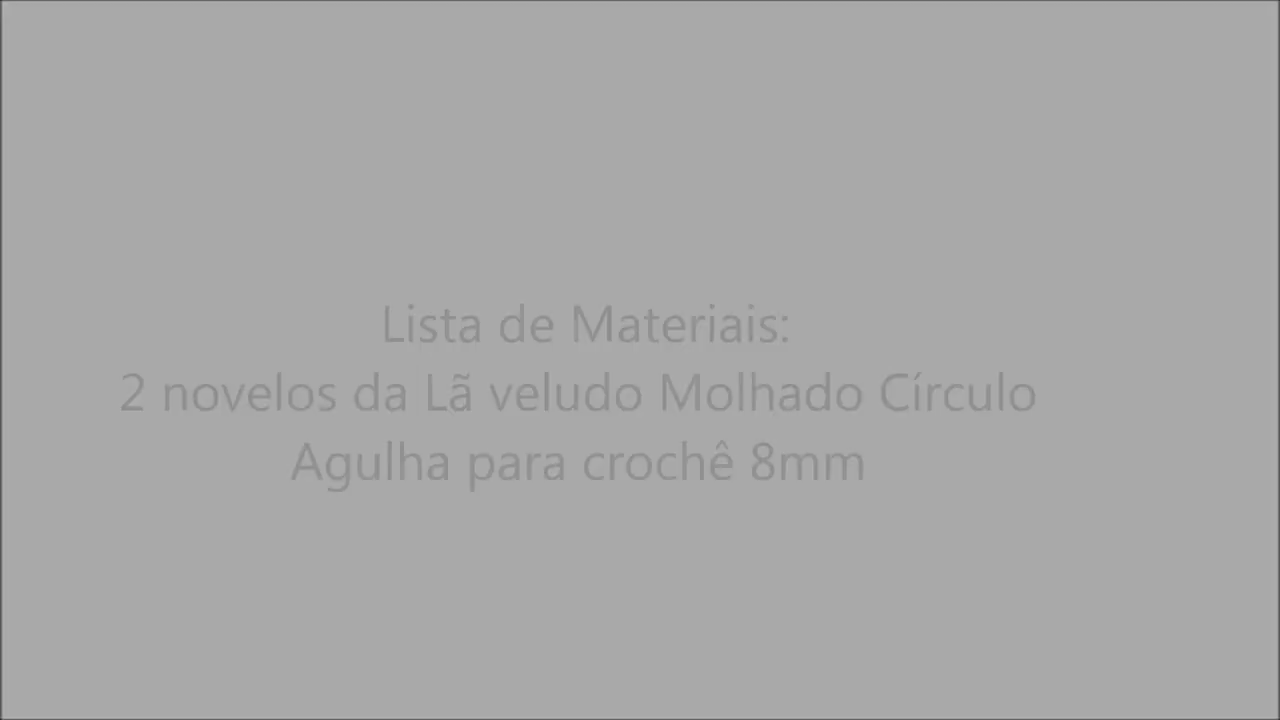 Lista de Materiais:
2 novelos da Lã veludo Molhado Círculo
Agulha para crochê 8mm